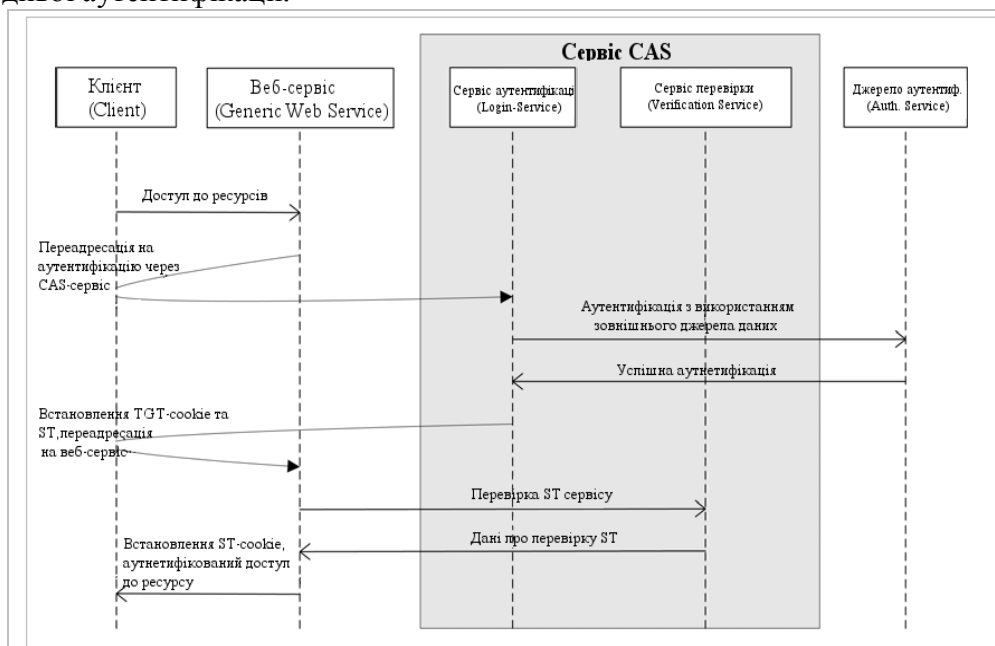 аутентифікації.
Сервіс CAS
Клієнт
(Client)
Веб-сервіс
(Generic Web Service)
Сервіс аутентифікаці
(Login-Service)
Сервіс перевірки
(Verification Service)
Джерело аутентиф.
(Auth. Service)
Доступ до ресурсів
Переадресація на
аутентифікацію через
CAS-сервіс
Аутентифікація з використанням
зовнішнього джерела даних
Успішна аутнетифікація
Встановлення TGT-cookie та
ST,переадресація
на веб-сервіс
Перевірка ST сервісу
Дані про перевірку ST
Встановлення ST-cookie,
аутнетифікований доступ
до ресурсу